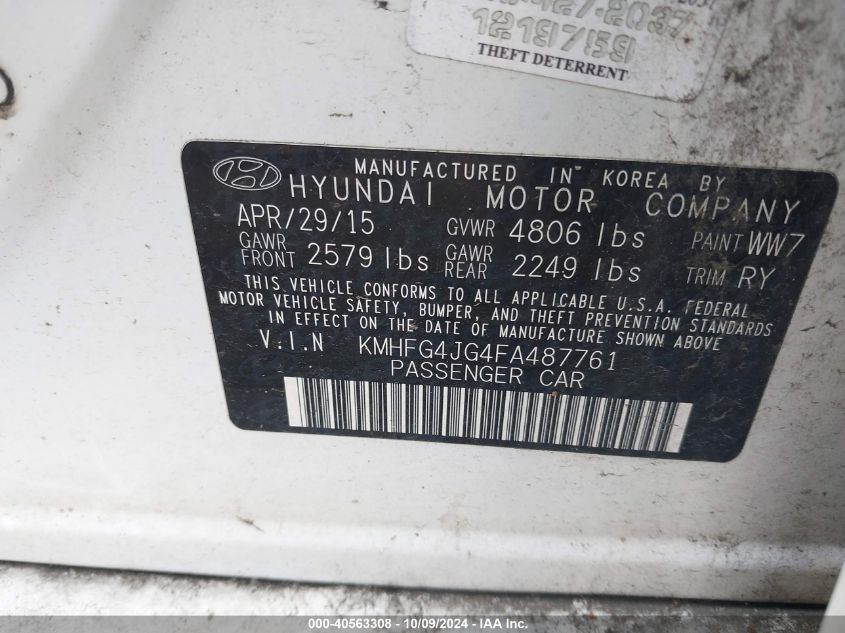 12197159
THEFT DETERRENT
MANUFACTURED IN KOREA BY
HYUNDAI MOTOR COMPANY
APR/29/15 GVWR 4806 lbs PAINT WW7
GAWR FRONT 2579 lbs GAWR REAR 2249 lbs TRIM RY
THIS VEHICLE CONFORMS TO ALL APPLICABLE U.S.A. FEDERAL
MOTOR VEHICLE SAFETY, BUMPER, AND THEFT PREVENTION STANDARDS
IN EFFECT ON THE DATE OF MANUFACTURE SHOWN ABOVE
V.I.N KMHFG4JG4FA487761
PASSENGER CAR
000-40563308 - 10/09/2024 - IAA Inc.